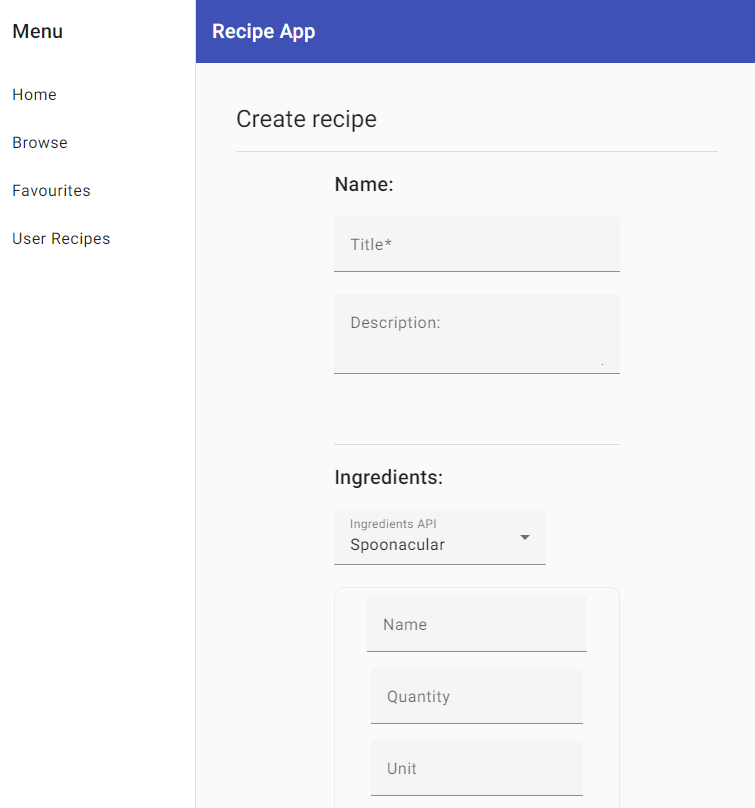 Menu
Home
Browse
Favourites
User Recipes
Recipe App
Create recipe
Name:
Title*
Description:
Ingredients:
Ingredients API
Spoonacular
Name
Quantity
Unit